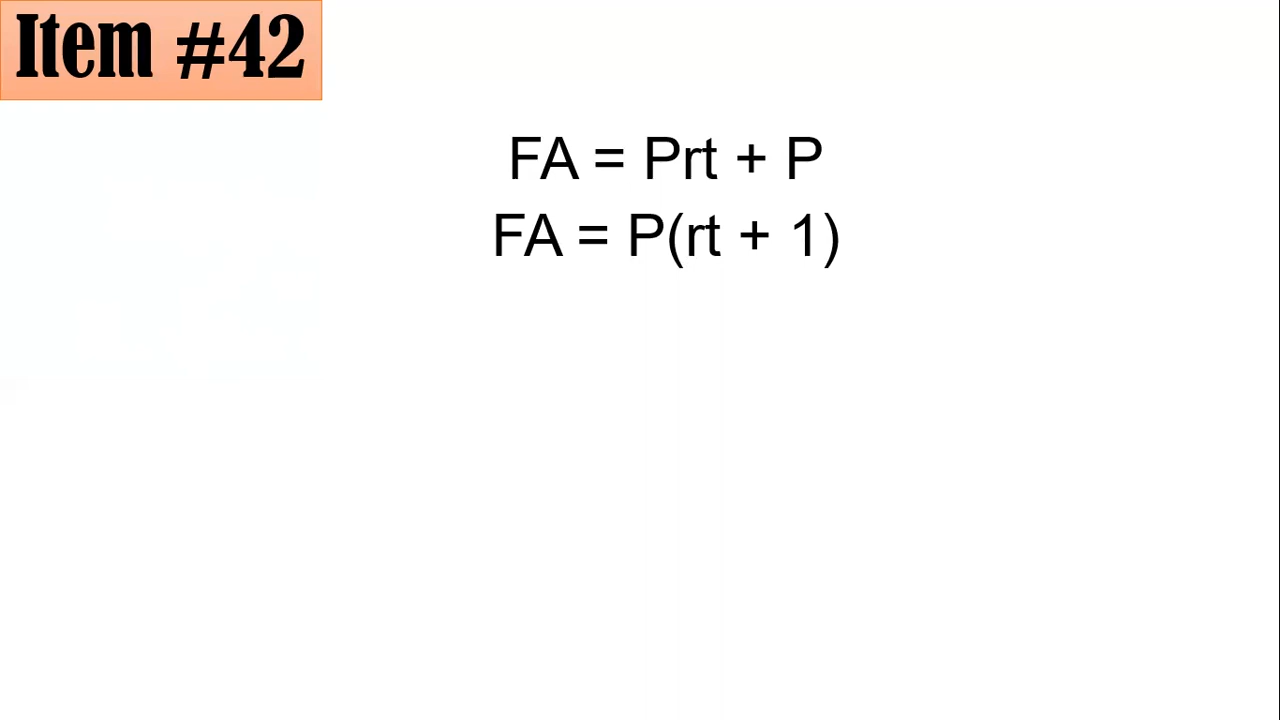 Item #42
FA = Prt + P
FA = P(rt + 1)